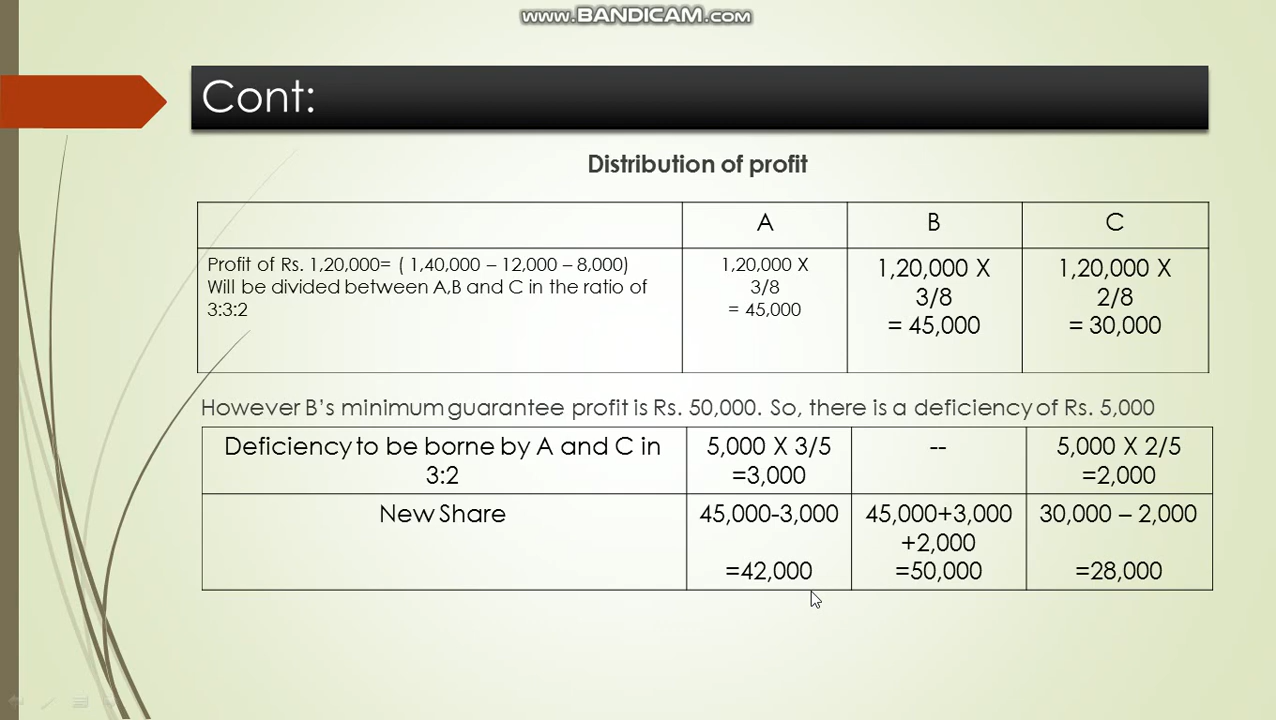 www.BANDICAM.com
Cont:
Distribution of profit
A B C
Profit of Rs. 1,20,000= ( 1,40,000 – 12,000 – 8,000)
Will be divided between A,B and C in the ratio of
3:3:2
1,20,000 X
3/8
= 45,000
1,20,000 X
3/8
= 45,000
1,20,000 X
2/8
= 30,000
However B's minimum guarantee profit is Rs. 50,000. So, there is a deficiency of Rs. 5,000
Deficiency to be borne by A and C in
3:2
5,000 X 3/5
=3,000
--
5,000 X 2/5
=2,000
New Share
45,000-3,000
=42,000
45,000+3,000
+2,000
=50,000
30,000 – 2,000
=28,000